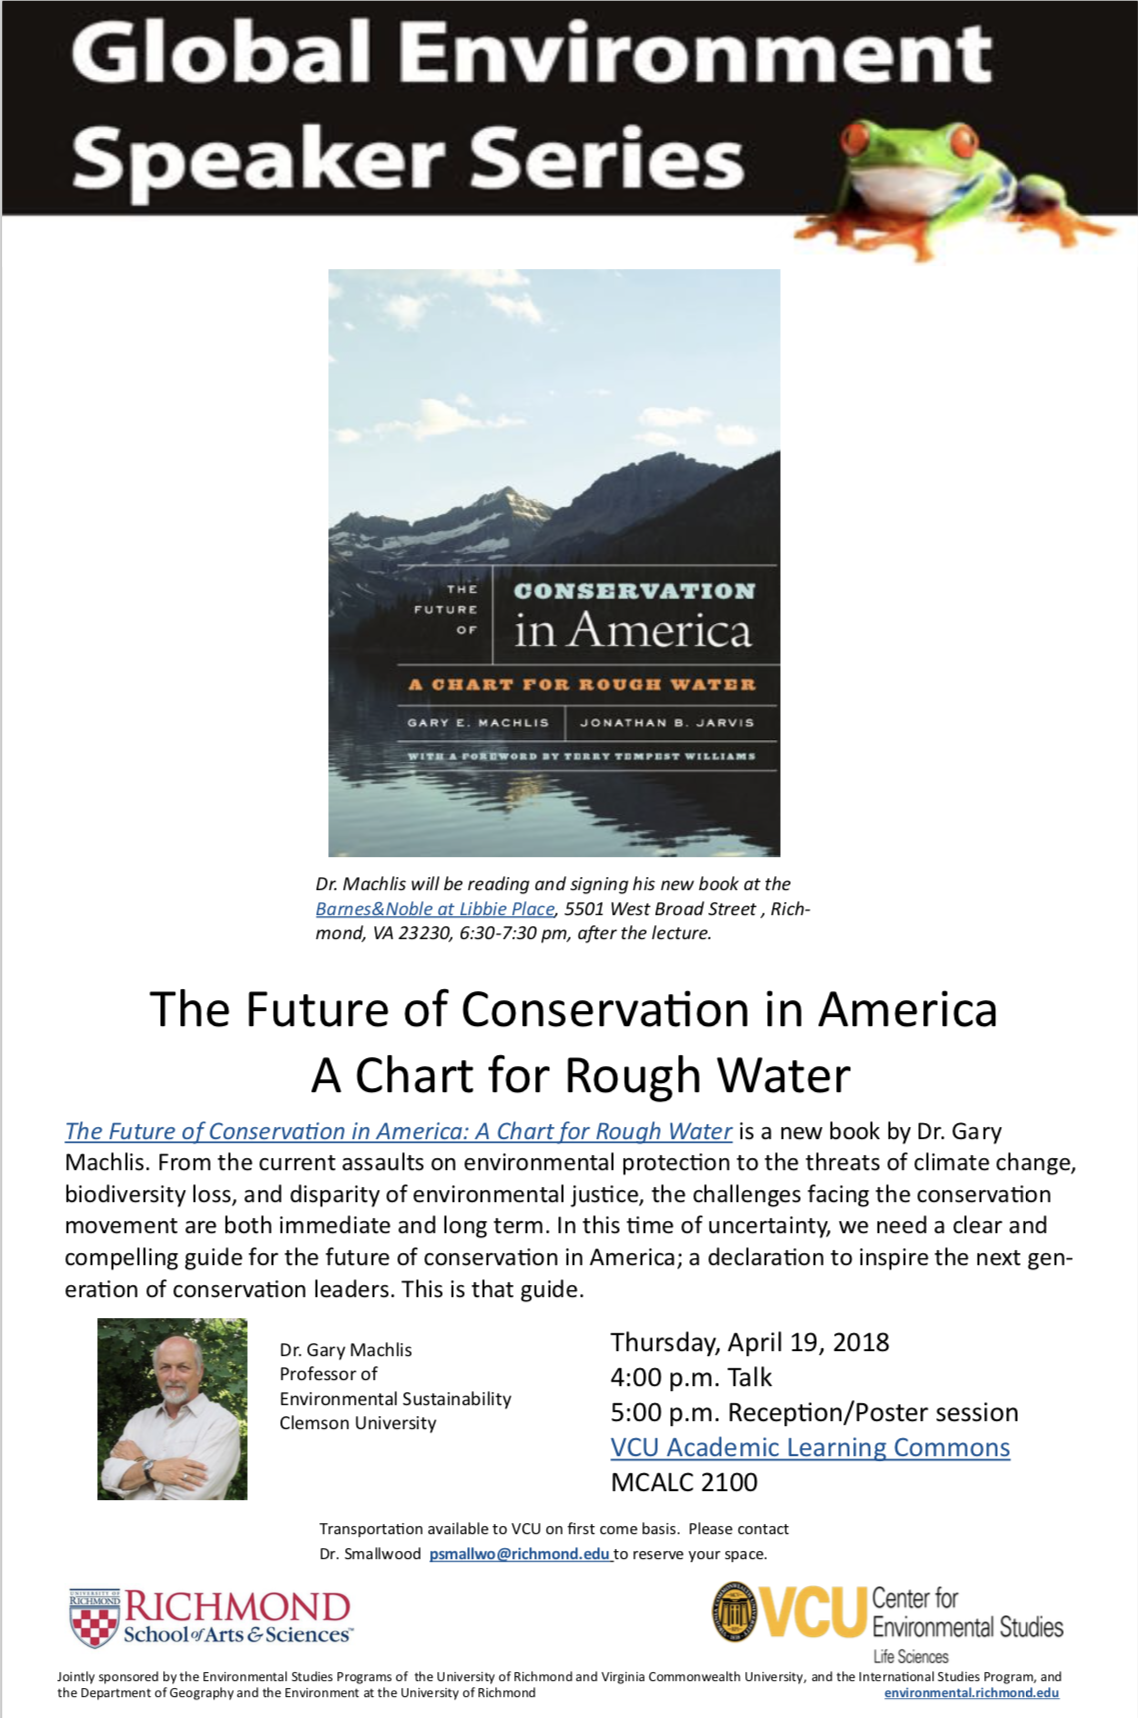 Global Environment
Speaker Series
THE
FUTURE
OF
CONSERVATION
in America
A CHART FOR ROUGH WATER
GARY E. MACHLIS
JONATHAN B. JARVIS
WITH A FOREWORD BY TERRY TEMPEST WILLIAMS
Dr. Machlis will be reading and signing his new book at the
Barnes&Noble at Libbie Place, 5501 West Broad Street , Rich-
mond, VA 23230, 6:30-7:30 pm, after the lecture.
The Future of Conservation in America
A Chart for Rough Water
The Future of Conservation in America: A Chart for Rough Water is a new book by Dr. Gary
Machlis. From the current assaults on environmental protection to the threats of climate change,
biodiversity loss, and disparity of environmental justice, the challenges facing the conservation
movement are both immediate and long term. In this time of uncertainty, we need a clear and
compelling guide for the future of conservation in America; a declaration to inspire the next gen-
eration of conservation leaders. This is that guide.
Dr. Gary Machlis
Professor of
Environmental Sustainability
Clemson University
Thursday, April 19, 2018
4:00 p.m. Talk
5:00 p.m. Reception/Poster session
VCU Academic Learning Commons
MCALC 2100
Transportation available to VCU on first come basis.  Please contact
Dr. Smallwood  psmallwo@richmond.edu to reserve your space.
UNIVERSITY OF
RICHMOND
RICHMOND
School of Arts & Sciences™
VCU
Center for
Environmental Studies
Life Sciences
Jointly sponsored by the Environmental Studies Programs of  the University of Richmond and Virginia Commonwealth University, and the International Studies Program, and
the Department of Geography and the Environment at the University of Richmond
environmental.richmond.edu